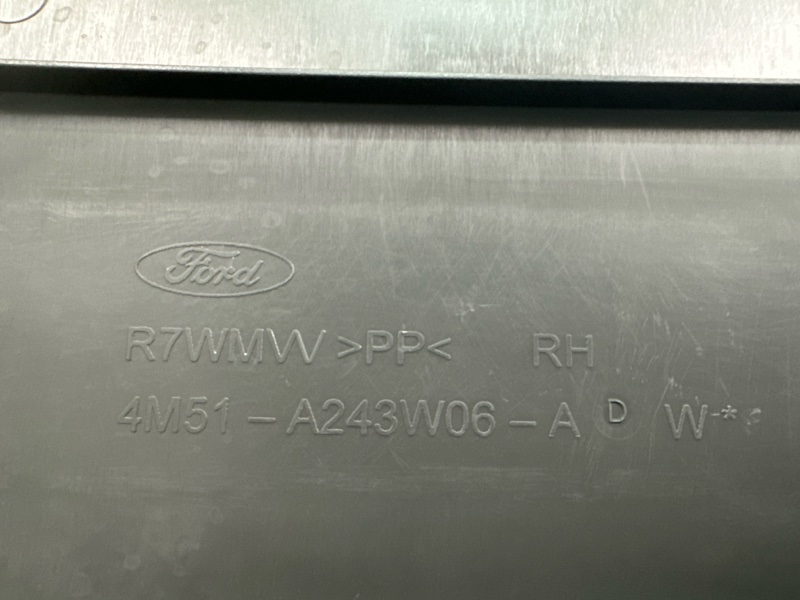 Ford
R7WMW >PP< RH
4M51-A243W06-A D W-*